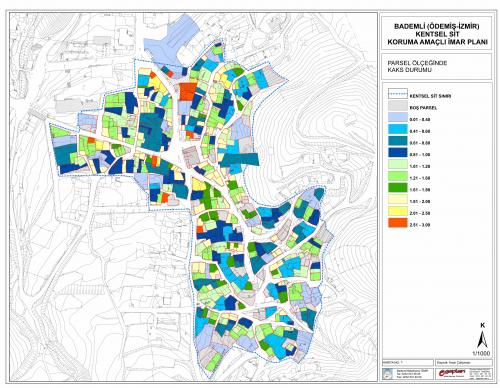 BADEMLİ (ÖDEMİŞ-İZMİR)
KENTSEL SİT
KORUMA AMAÇLI İMAR PLANI
PARSEL ÖLÇEĞİNDE
KAKS DURUMU
KENTSEL SİT SINIRI
BOŞ PARSEL
0.01 - 0.40
0.41 - 0.60
0.61 - 0.80
0.81 - 1.00
1.01 - 1.20
1.21 - 1.60
1.61 - 1.80
1.81 - 2.00
2.01 - 2.50
2.51 - 3.00
K
1/1000